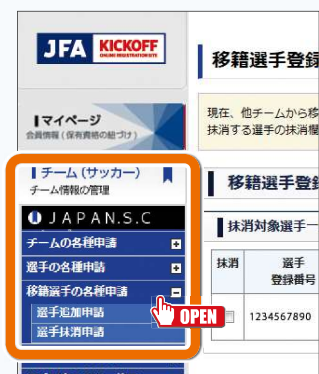 JFA KICKOFF
ONLINE REGISTRATION SITE
マイページ
会員情報(保有資格の紐づけ)
チーム(サッカー)
チーム情報の管理
JAPAN.S.C
チームの各種申請
選手の各種申請
移籍選手の各種申請
選手追加申請
選手抹消申請
OPEN
移籍選手登録
現在、他チームから移
抹消する選手の抹消欄
移籍選手登録
抹消対象選手一
抹消
選手
登録番号
1234567890